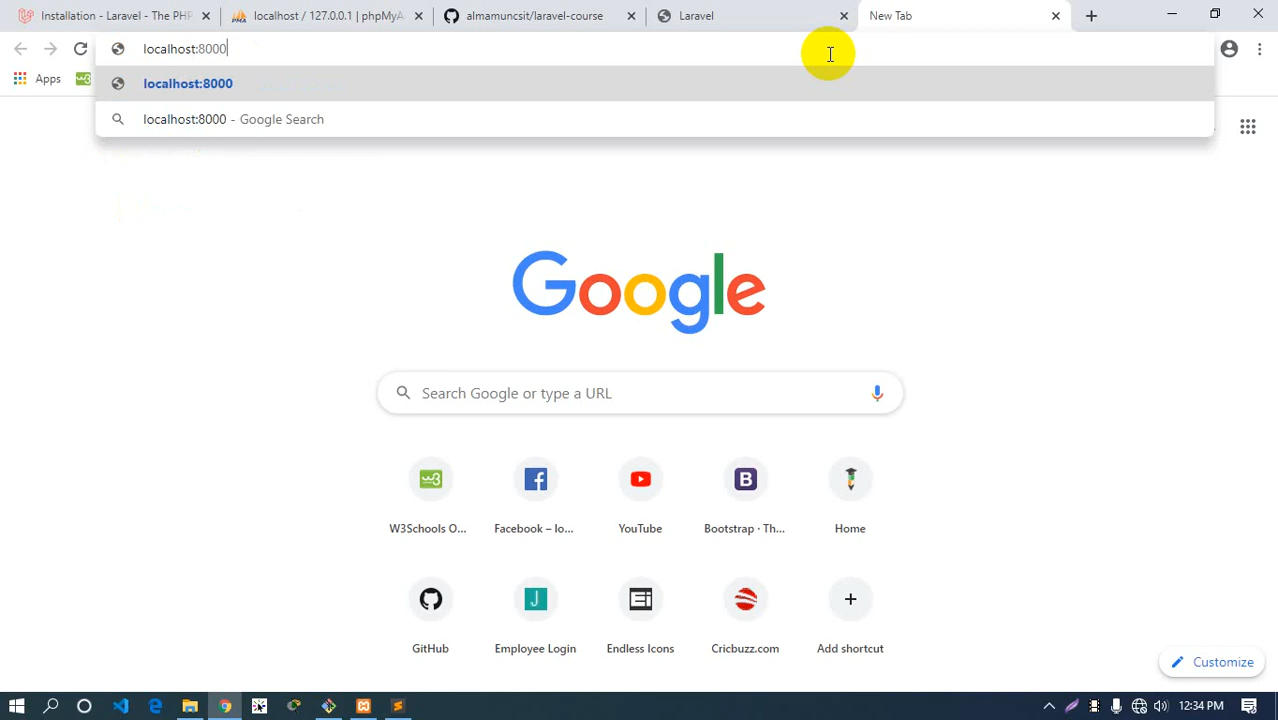 Installation - Laravel - The PHP
localhost / 127.0.0.1 | phpMyA
almamuncsit/laravel-course
Laravel
New Tab
localhost:8000
Apps
localhost:8000
localhost:8000 - Google Search
Google
Search Google or type a URL
W3Schools O...
Facebook – lo...
YouTube
Bootstrap · Th...
Home
GitHub
Employee Login
Endless Icons
Cricbuzz.com
Add shortcut
Customize
12:34 PM